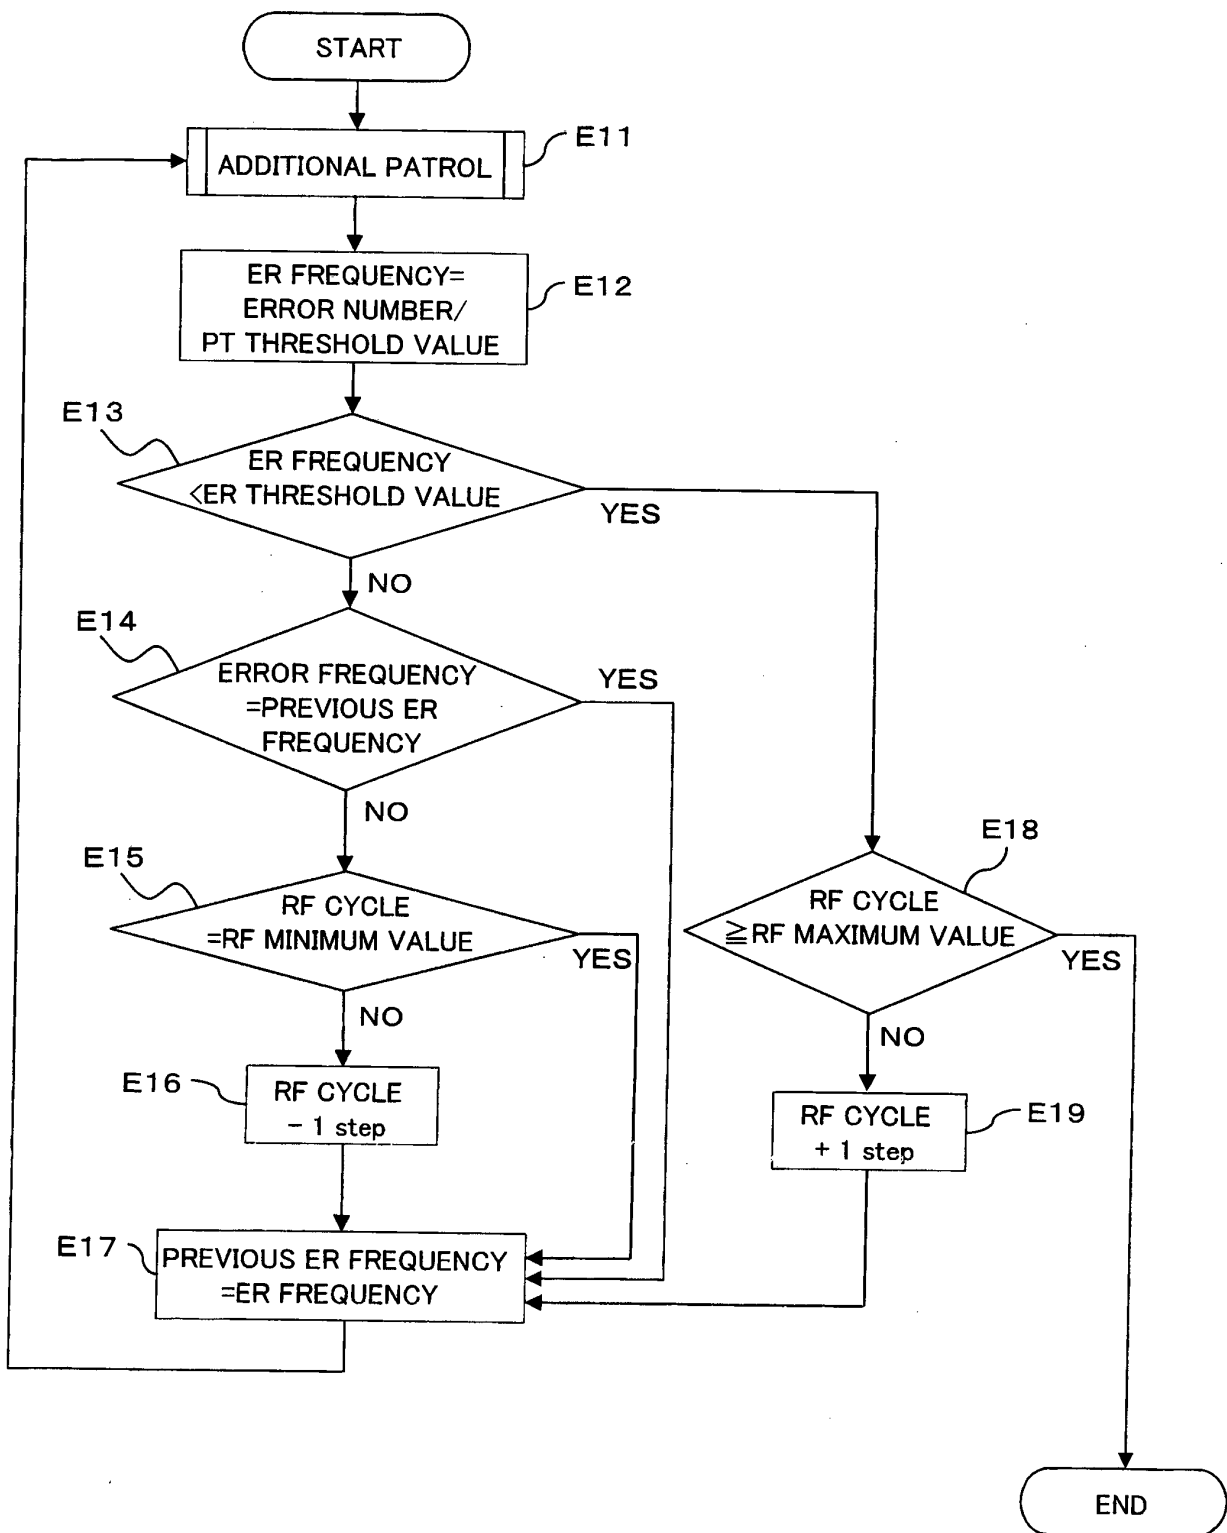 START
E11
ADDITIONAL PATROL
ER FREQUENCY=
ERROR NUMBER/
PT THRESHOLD VALUE
E12
E13
ER FREQUENCY
<ER THRESHOLD VALUE
YES
NO
E14
ERROR FREQUENCY
=PREVIOUS ER
FREQUENCY
YES
NO
E15
RF CYCLE
=RF MINIMUM VALUE
YES
NO
E18
RF CYCLE
≧RF MAXIMUM VALUE
YES
NO
E16
RF CYCLE
− 1 step
RF CYCLE
+ 1 step
E19
E17
PREVIOUS ER FREQUENCY
=ER FREQUENCY
END